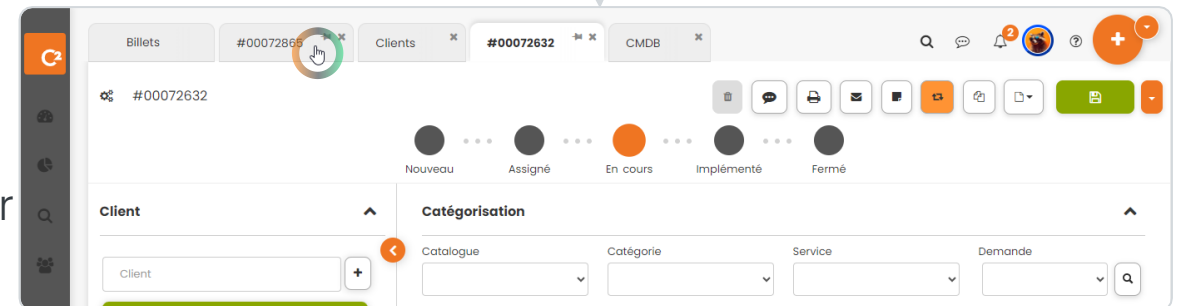 Billets #00072865 Clients #00072632 CMDB 2
C2
#00072632
Nouveau Assigné En cours Implémenté Fermé
r
Client Catégorisation
Catalogue Catégorie Service Demande
Client